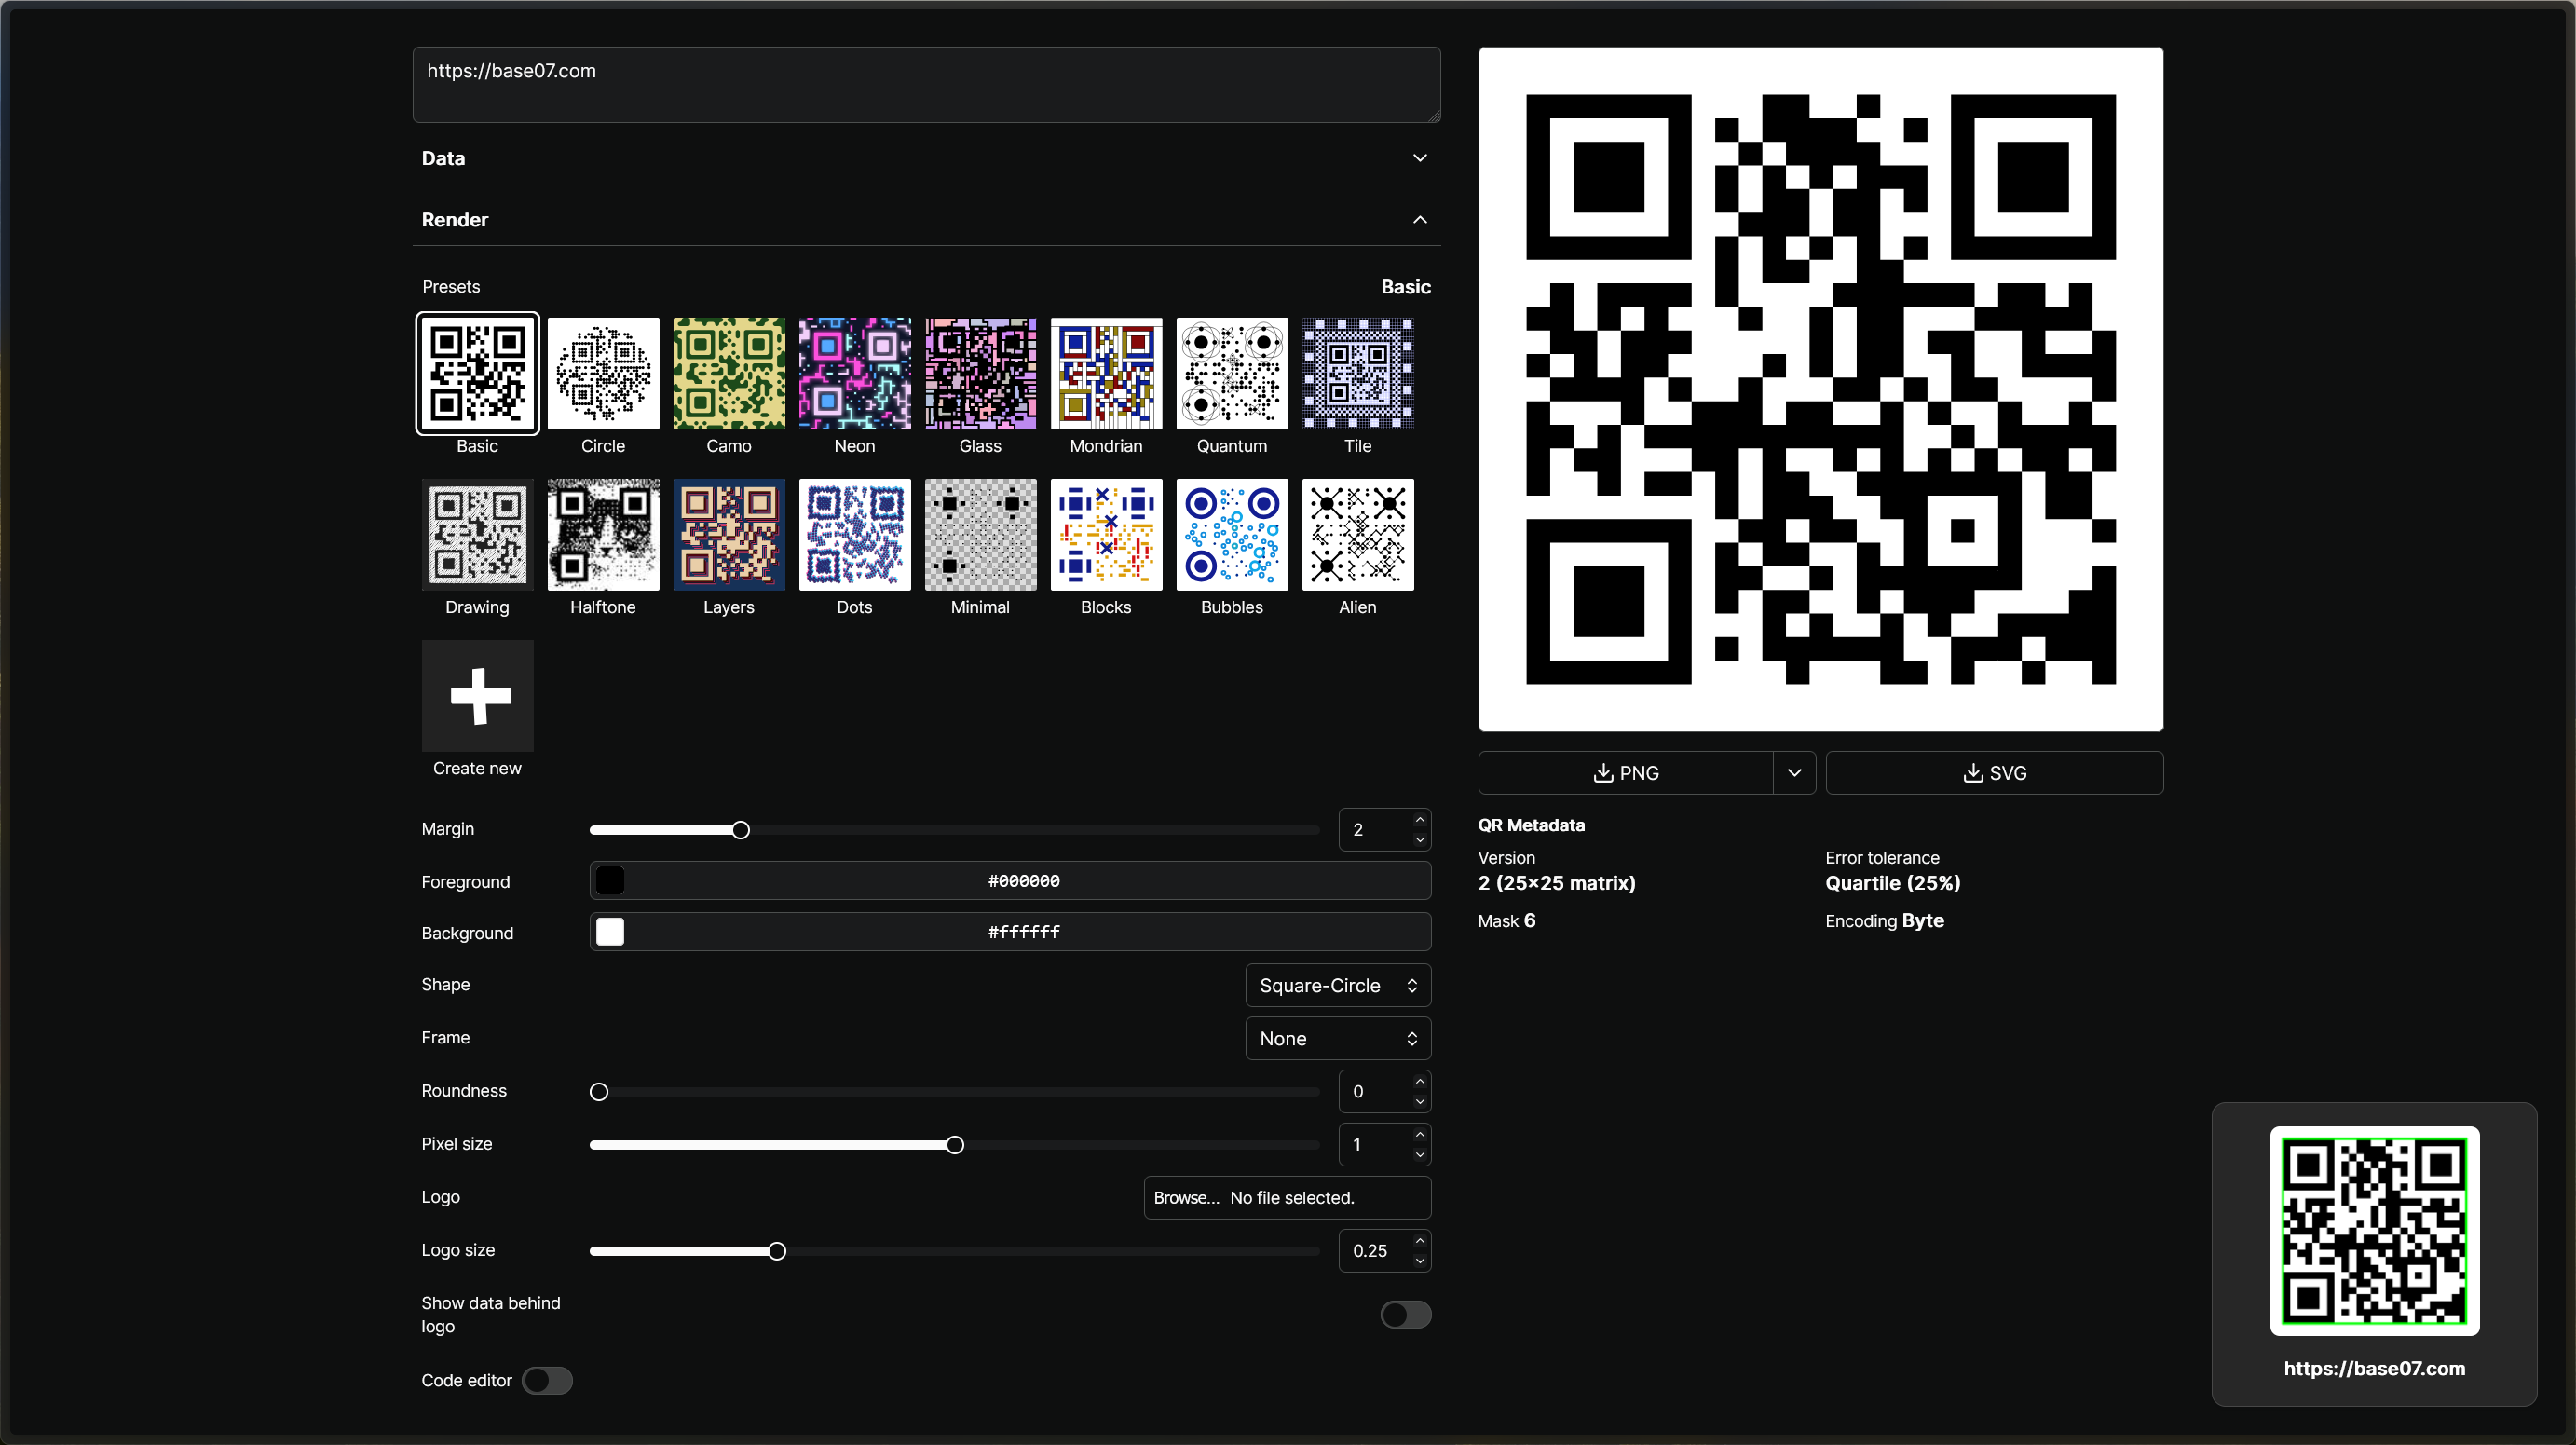 https://base07.com
Data
Render
Presets
Basic
Basic
Circle
Camo
Neon
Glass
Mondrian
Quantum
Tile
Drawing
Halftone
Layers
Dots
Minimal
Blocks
Bubbles
Alien
Create new
Margin
2
Foreground
#000000
Background
#ffffff
Shape
Square-Circle
Frame
None
Roundness
0
Pixel size
1
Logo
Browse... No file selected.
Logo size
0.25
Show data behind
logo
Code editor
PNG
SVG
QR Metadata
Version
2 (25×25 matrix)
Error tolerance
Quartile (25%)
Mask 6
Encoding Byte
https://base07.com